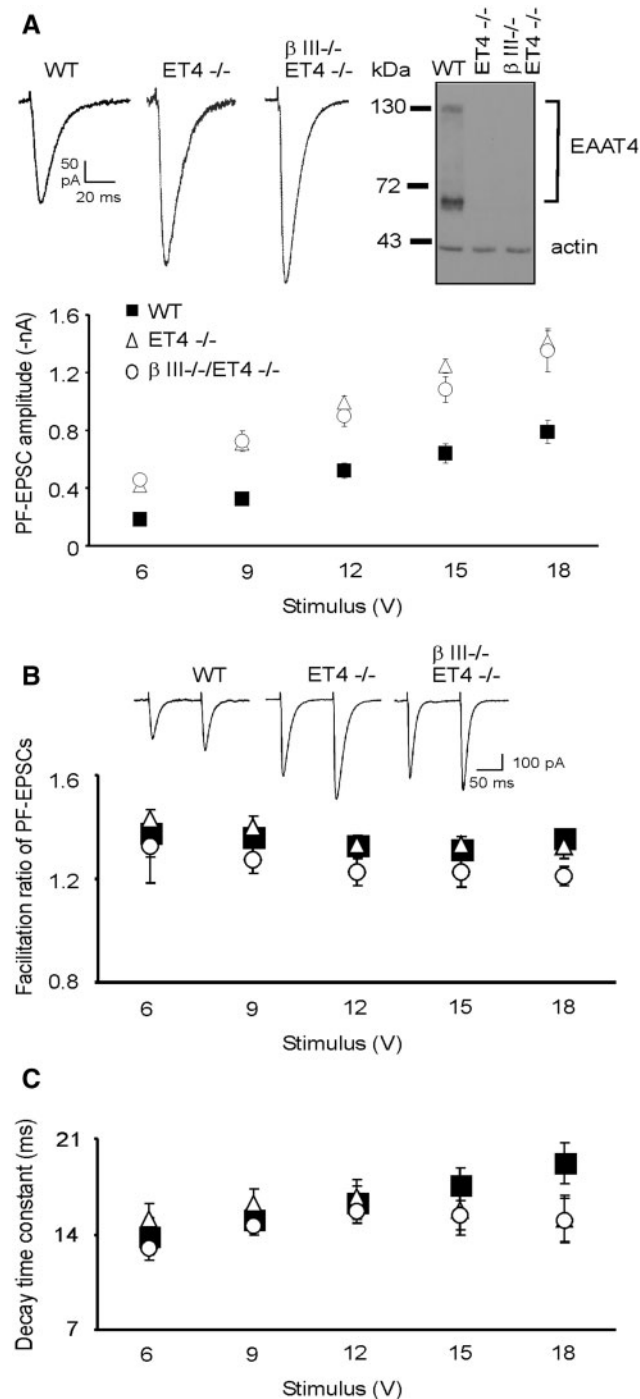 A
WT
ET4 -/-
β III-/-
ET4 -/-
50
pA
20 ms
kDa
WT
ET4 -/-
β III-/-
ET4 -/-
130
72
43
EAAT4
actin
PF-EPSC amplitude (-nA)
1.6
1.2
0.8
0.4
0
WT
ET4 -/-
β III-/-/ET4 -/-
6 9 12 15 18
Stimulus (V)
B
WT
ET4 -/-
β III-/-
ET4 -/-
100 pA
50 ms
Facilitation ratio of PF-EPSCs
1.6
1.2
0.8
6 9 12 15 18
Stimulus (V)
C
Decay time constant (ms)
21
14
7
6 9 12 15 18
Stimulus (V)